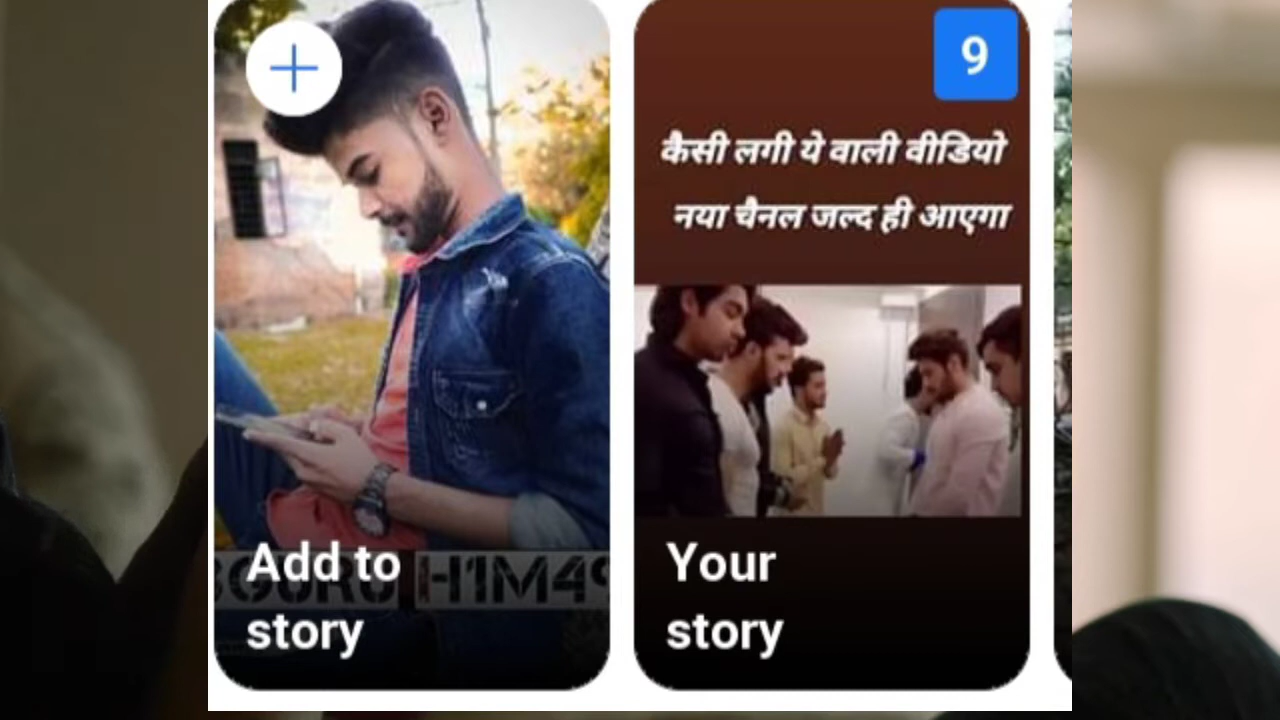 9
कैसी लगी ये वाली वीडियो
नया चैनल जल्द ही आएगा
Add to
story
Your
story